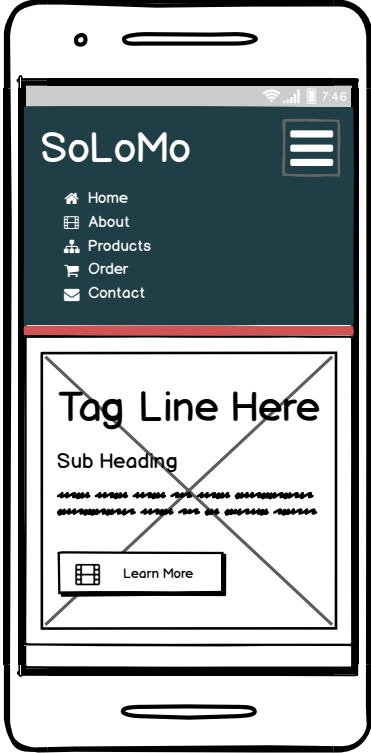 7:46
SoLoMo
Home
About
Products
Order
Contact
Tag Line Here
Sub Heading
Learn More